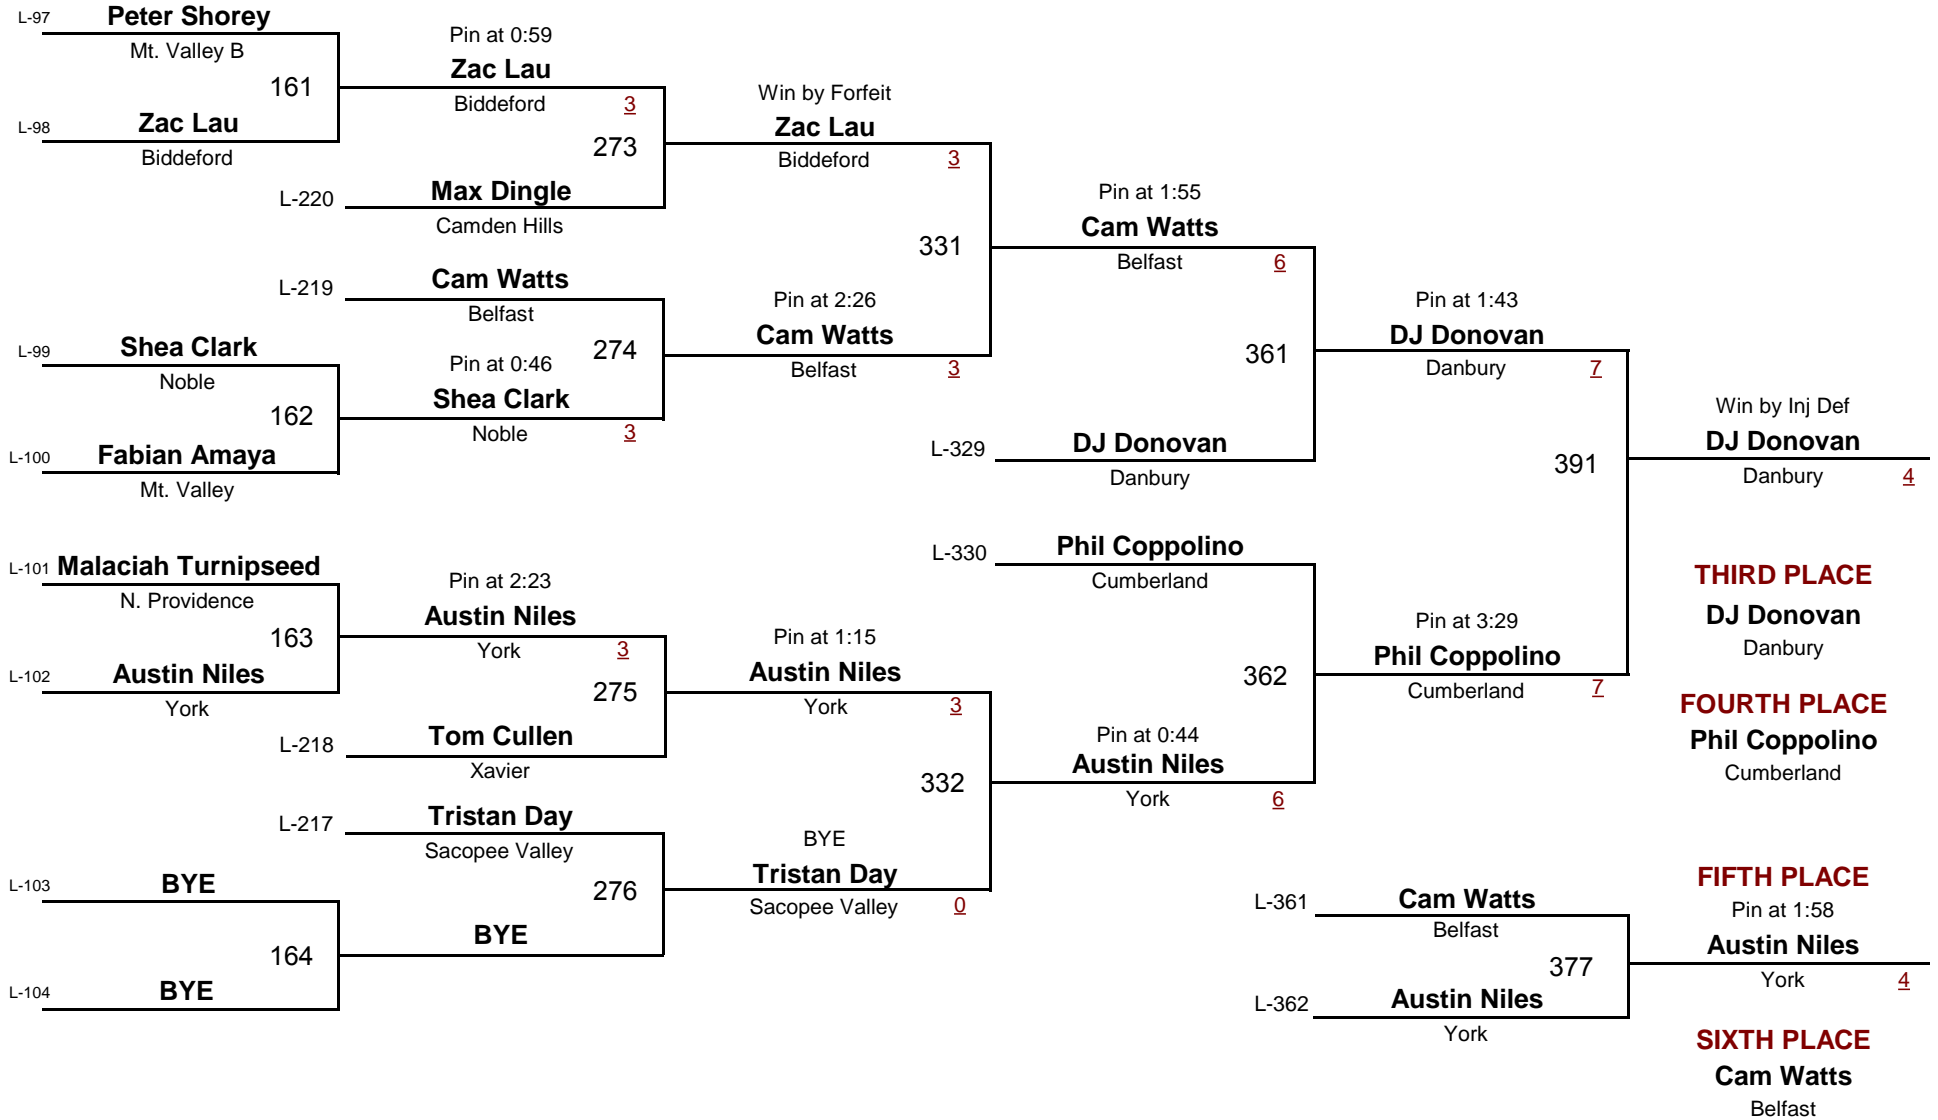 L-97
Peter Shorey
Mt. Valley B
161
L-98
Zac Lau
Biddeford
Pin at 0:59
Zac Lau
Biddeford
3
273
L-220
Max Dingle
Camden Hills
Win by Forfeit
Zac Lau
Biddeford
3
L-219
Cam Watts
Belfast
L-99
Shea Clark
Noble
162
L-100
Fabian Amaya
Mt. Valley
Pin at 0:46
Shea Clark
Noble
3
274
Pin at 2:26
Cam Watts
Belfast
3
331
Pin at 1:55
Cam Watts
Belfast
6
L-329
DJ Donovan
Danbury
361
Pin at 1:43
DJ Donovan
Danbury
7
L-101
Malaciah Turnipseed
N. Providence
163
L-102
Austin Niles
York
Pin at 2:23
Austin Niles
York
3
275
L-218
Tom Cullen
Xavier
Pin at 1:15
Austin Niles
York
3
L-217
Tristan Day
Sacopee Valley
L-103
BYE
164
L-104
BYE
BYE
276
BYE
Tristan Day
Sacopee Valley
0
332
L-330
Phil Coppolino
Cumberland
Pin at 0:44
Austin Niles
York
6
362
Pin at 3:29
Phil Coppolino
Cumberland
7
391
Win by Inj Def
DJ Donovan
Danbury
4
THIRD PLACE
DJ Donovan
Danbury
FOURTH PLACE
Phil Coppolino
Cumberland
L-361
Cam Watts
Belfast
377
L-362
Austin Niles
York
FIFTH PLACE
Pin at 1:58
Austin Niles
York
4
SIXTH PLACE
Cam Watts
Belfast